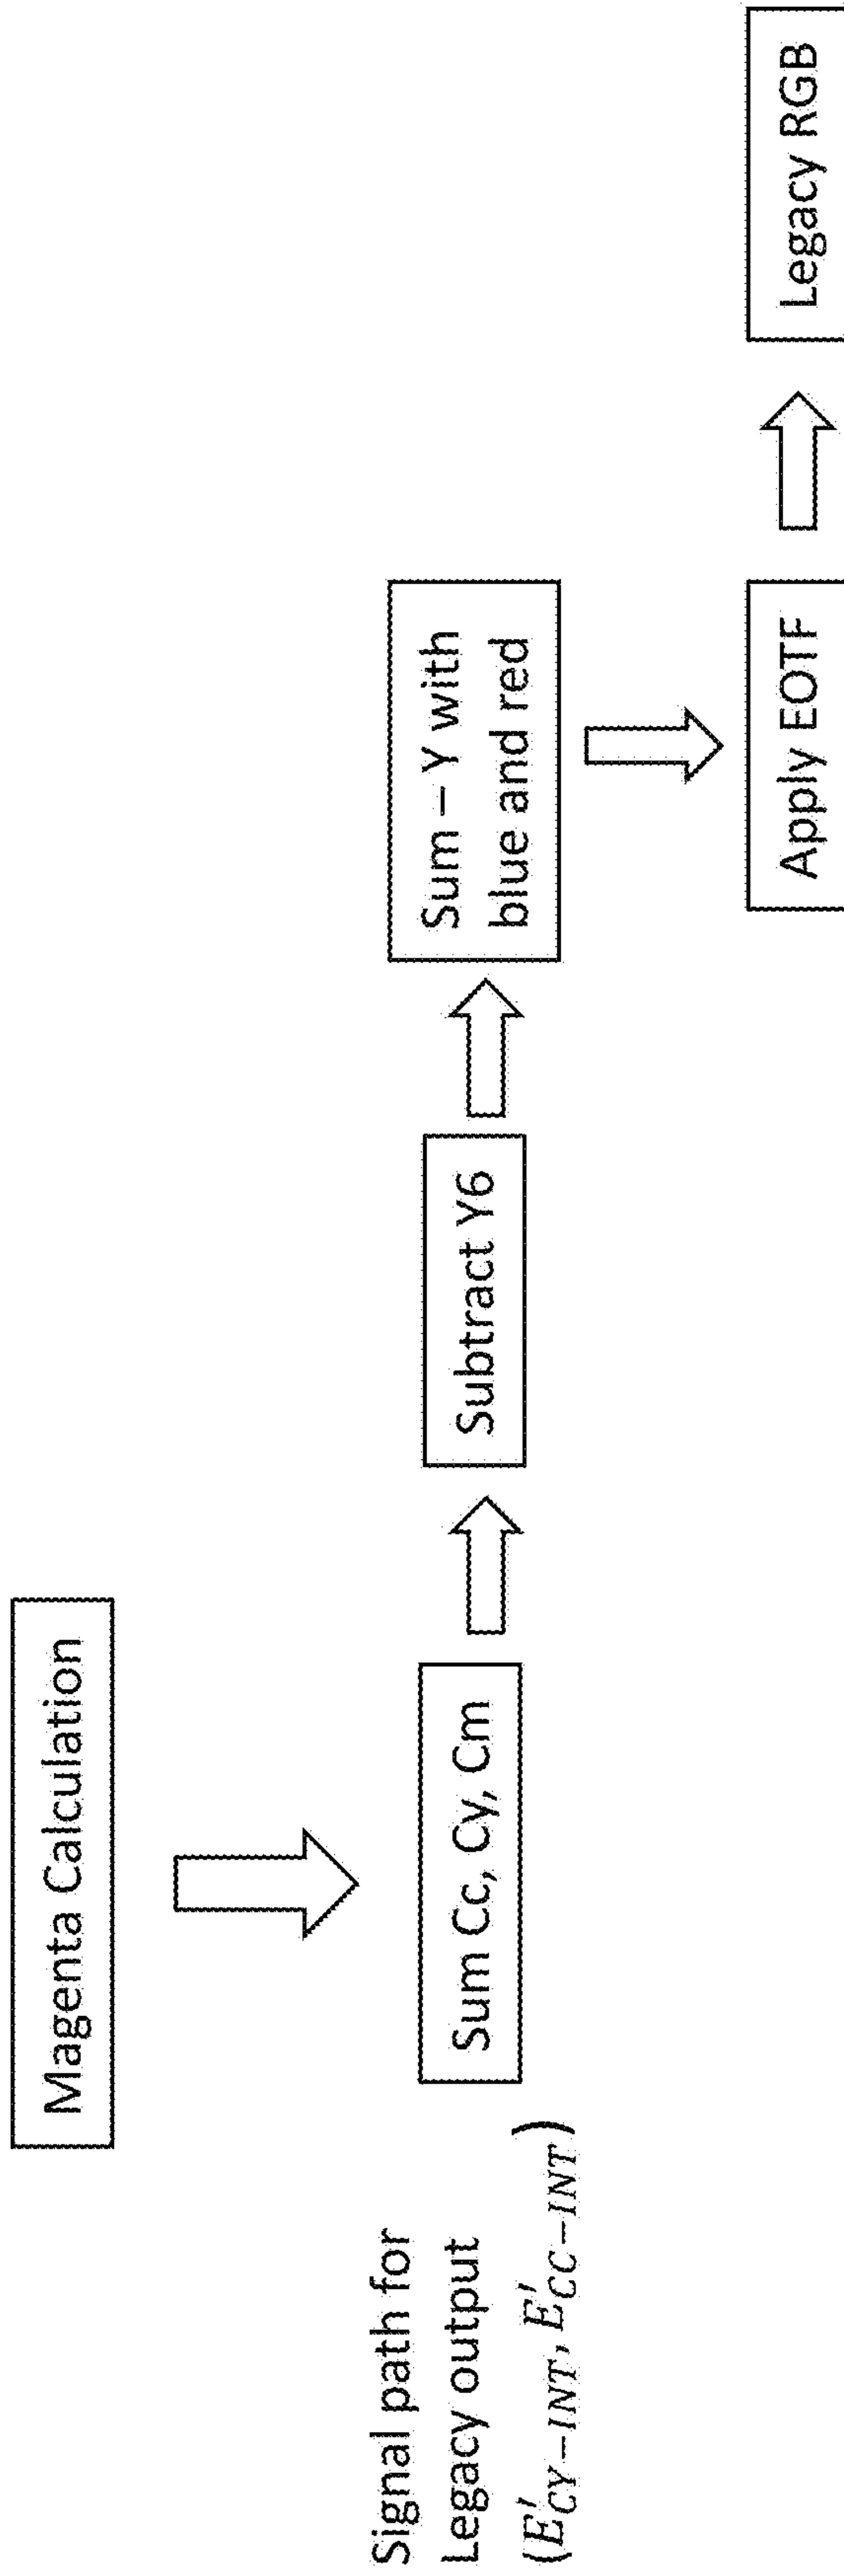 Magenta Calculation
Signal path for
Legacy output
(E′CY−INT, E′CC−INT)
Sum Cc, Cy, Cm
Subtract Y6
Sum – Y with
blue and red
Apply EOTF
Legacy RGB